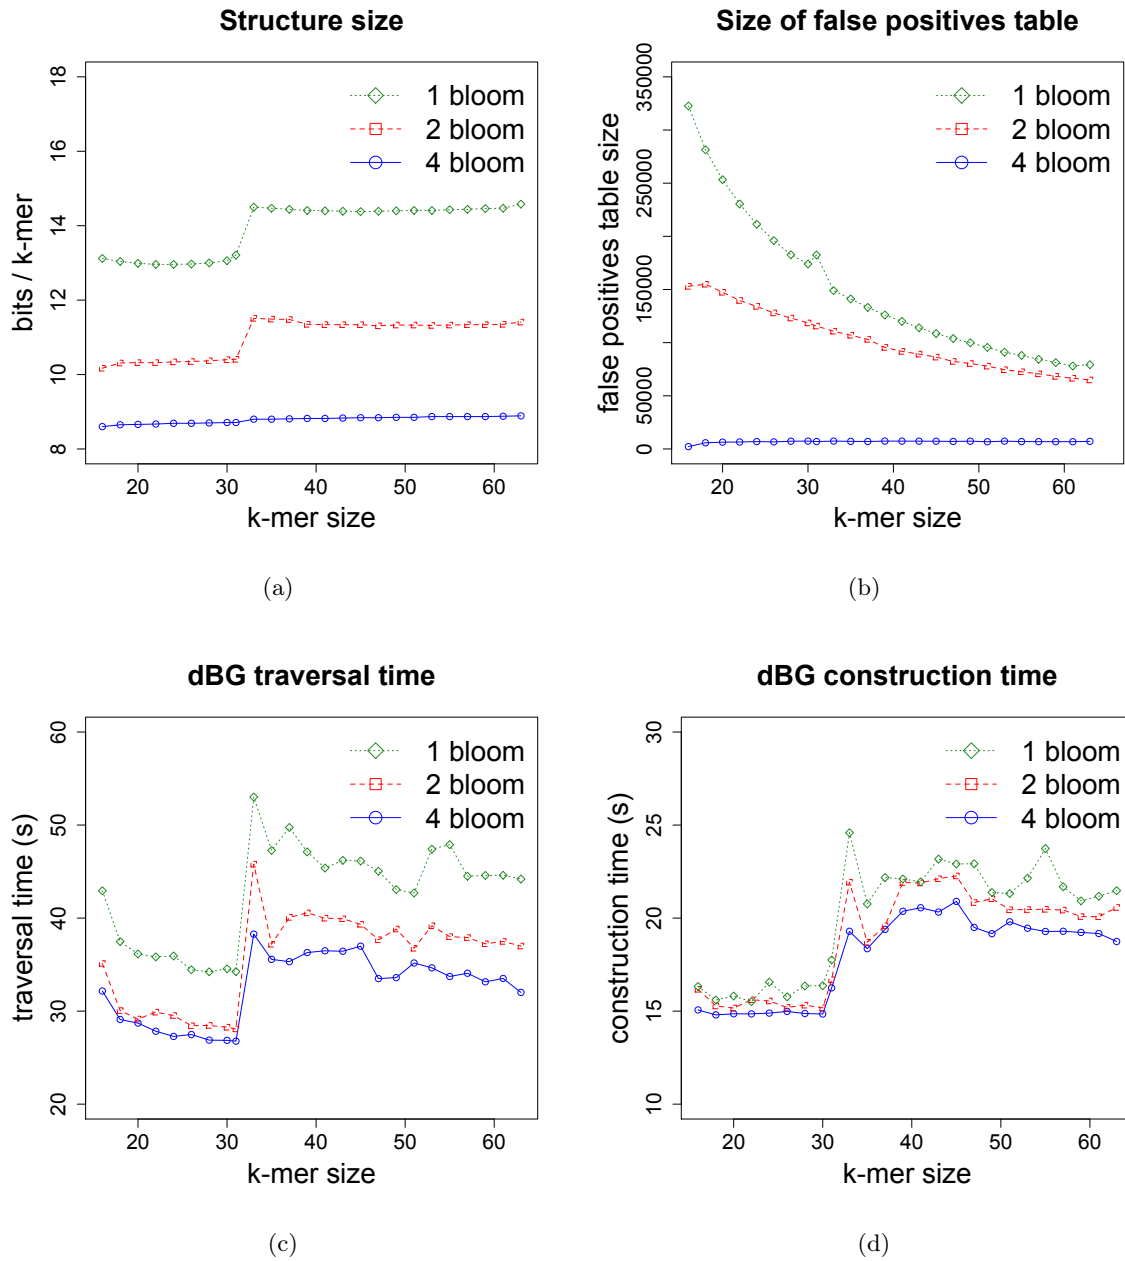 Structure size
1 bloom
2 bloom
4 bloom
18
16
14
12
10
8
bits / k-mer
20 30 40 50 60
k-mer size
(a)
Size of false positives table
1 bloom
2 bloom
4 bloom
350000
250000
150000
50000
0
false positives table size
20 30 40 50 60
k-mer size
(b)
dBG traversal time
1 bloom
2 bloom
4 bloom
60
50
40
30
20
traversal time (s)
20 30 40 50 60
k-mer size
(c)
dBG construction time
1 bloom
2 bloom
4 bloom
30
25
20
15
10
construction time (s)
20 30 40 50 60
k-mer size
(d)